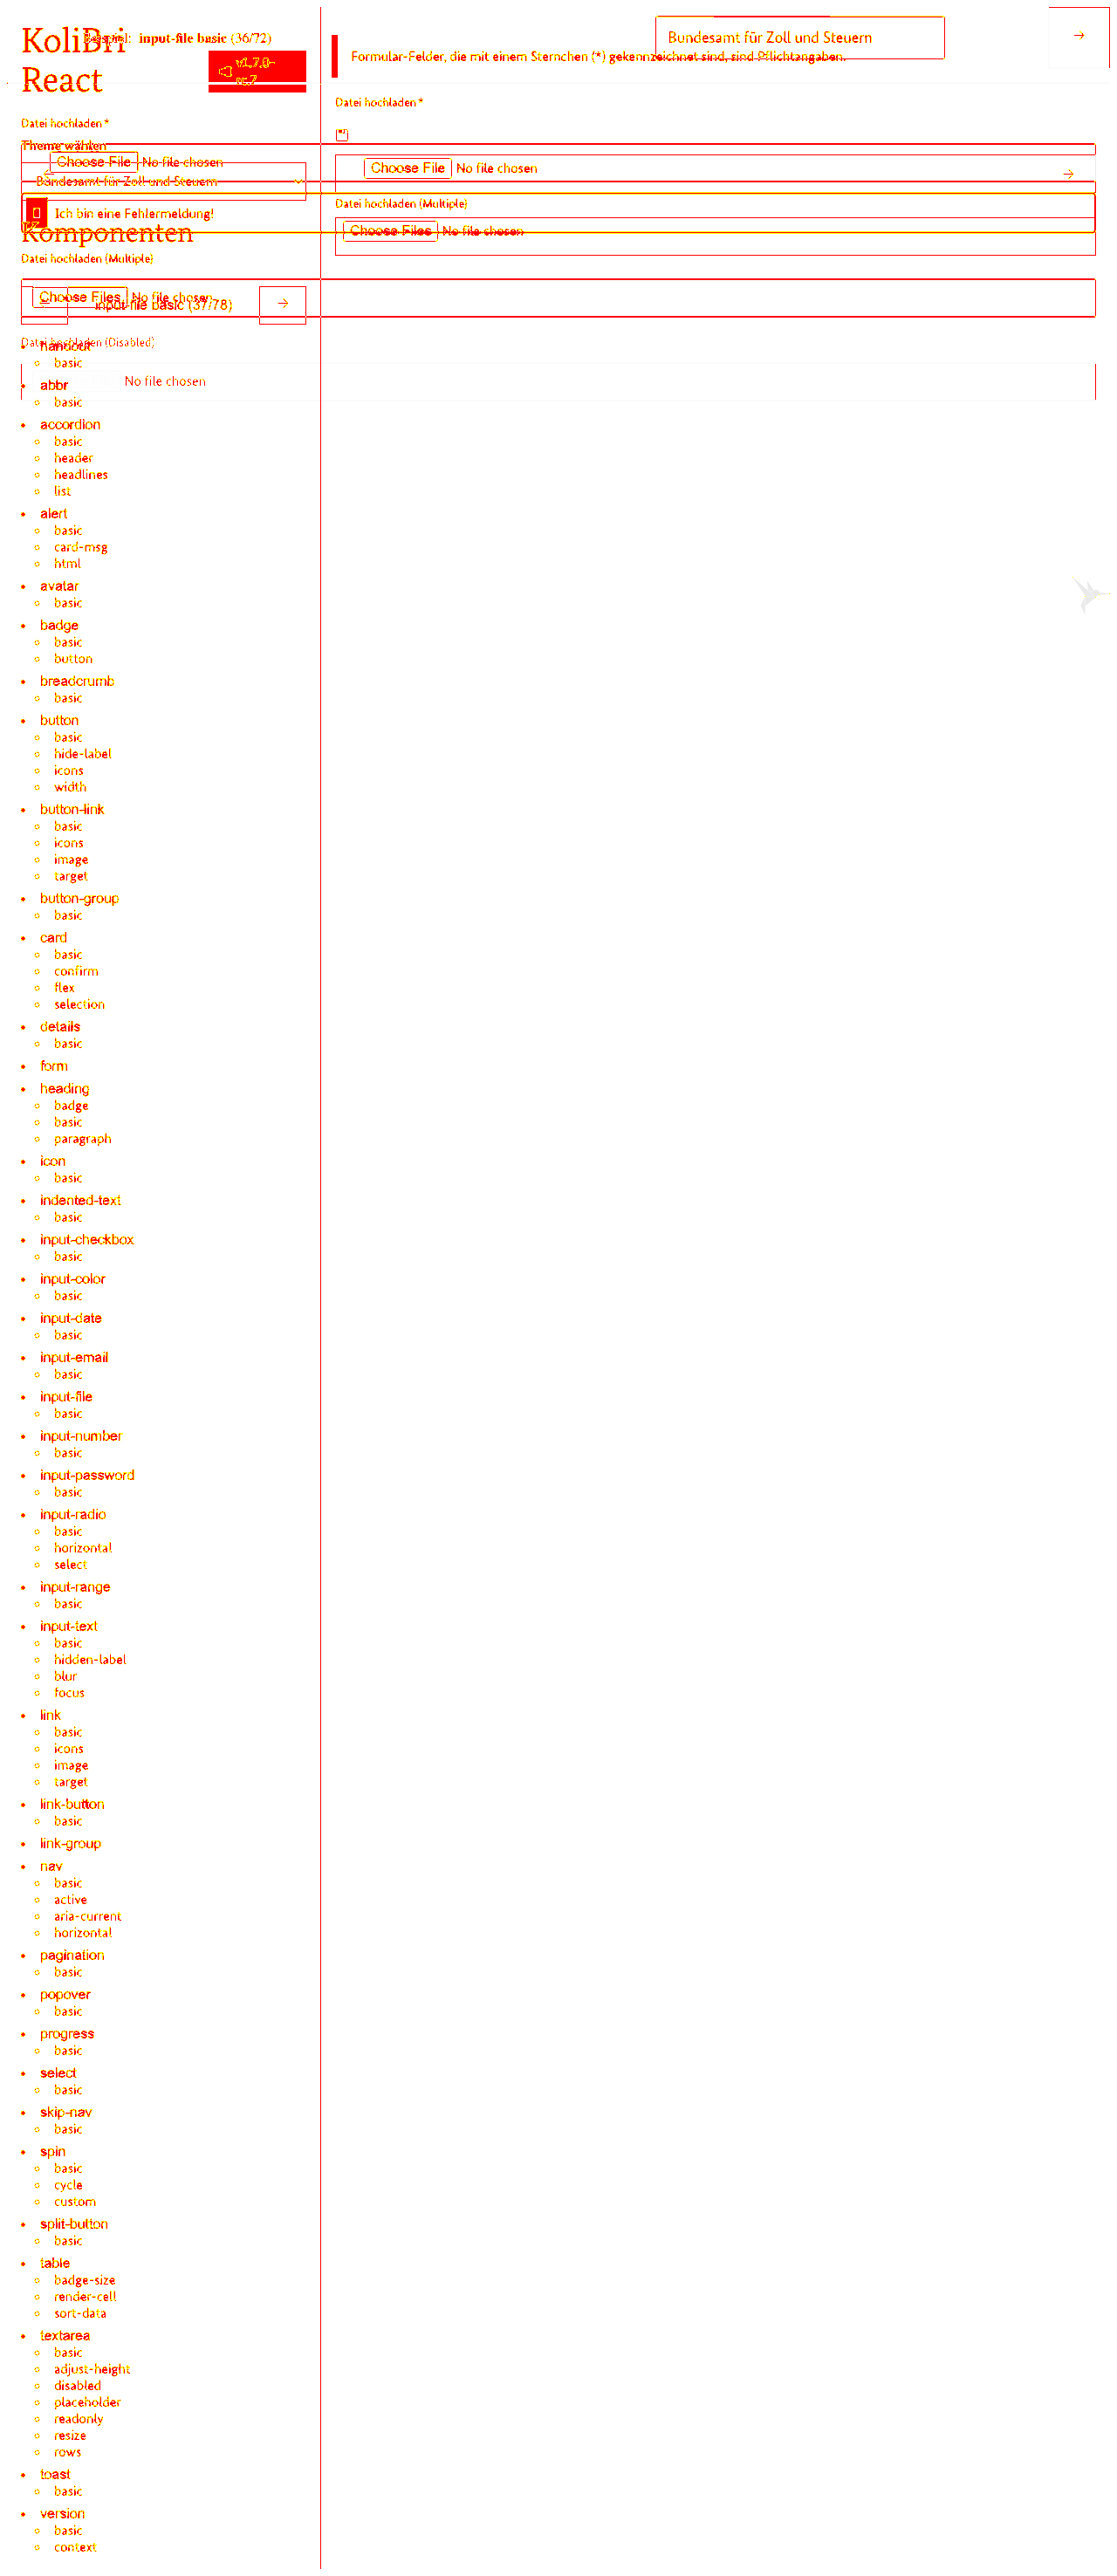 KoliBri
React
Beispiel: input-file basic (36/72)
v1.7.0-
rc.2
Bundesamt für Zoll und Steuern
Formular-Felder, die mit einem Sternchen (*) gekennzeichnet sind, sind Pflichtangaben.
Datei hochladen *
Datei hochladen *
Theme wählen
Choose File No file chosen
Choose File No file chosen
Bundesamt für Zoll und Steuern
Datei hochladen (Multiple)
Ich bin eine Fehlermeldung!
Komponenten
Choose Files No file chosen
Datei hochladen (Multiple)
Choose Files No file chosen
input-file basic (37/78)
Datei hochladen (Disabled)
handout
basic
No file chosen
abbr
basic
accordion
basic
header
headlines
list
alert
basic
card-msg
html
avatar
basic
badge
basic
button
breadcrumb
basic
button
basic
hide-label
icons
width
button-link
basic
icons
image
target
button-group
basic
card
basic
confirm
flex
selection
details
basic
form
heading
badge
basic
paragraph
icon
basic
indented-text
basic
input-checkbox
basic
input-color
basic
input-date
basic
input-email
basic
input-file
basic
input-number
basic
input-password
basic
input-radio
basic
horizontal
select
input-range
basic
input-text
basic
hidden-label
blur
focus
link
basic
icons
image
target
link-button
basic
link-group
nav
basic
active
aria-current
horizontal
pagination
basic
popover
basic
progress
basic
select
basic
skip-nav
basic
spin
basic
cycle
custom
split-button
basic
table
badge-size
render-cell
sort-data
textarea
basic
adjust-height
disabled
placeholder
readonly
resize
rows
toast
basic
version
basic
context